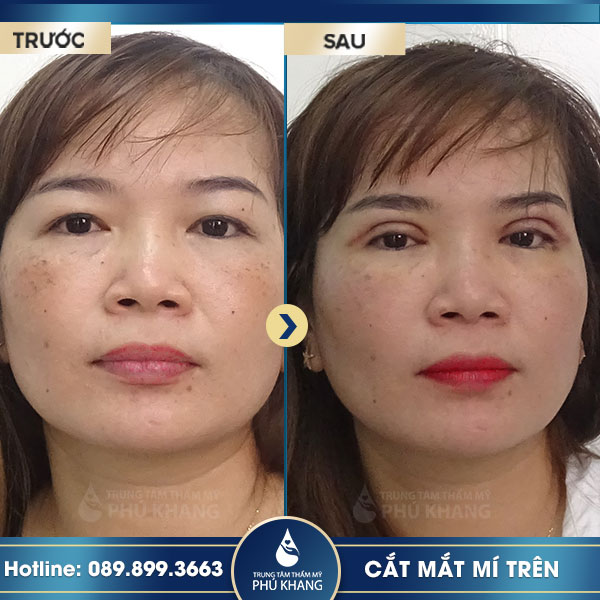 TRƯỚC
SAU
TRUNG TÂM THẨM MỸ
PHÚ KHANG
TRUNG TÂM THẨM MỸ
PHÚ KHANG
Hotline: 089.899.3663
TRUNG TÂM THẨM MỸ
PHÚ KHANG
CẮT MẮT MÍ TRÊN